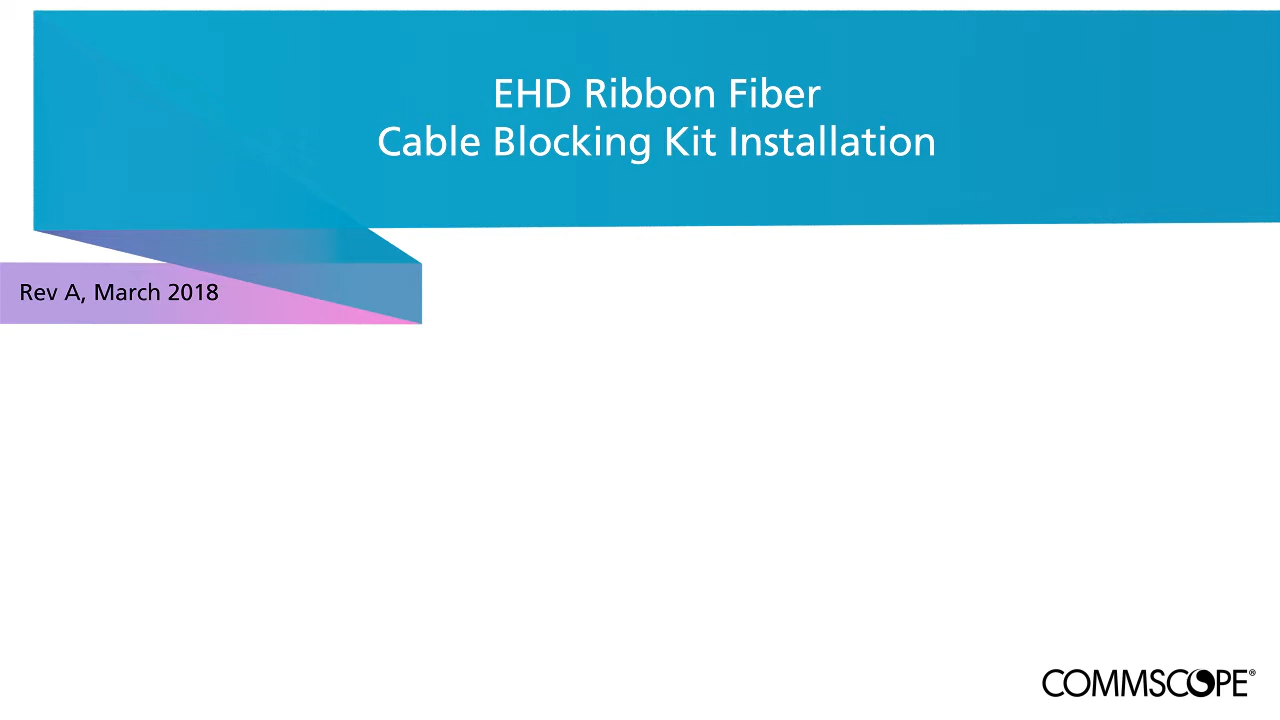 EHD Ribbon Fiber
Cable Blocking Kit Installation
Rev A, March 2018
COMMSCOPE®